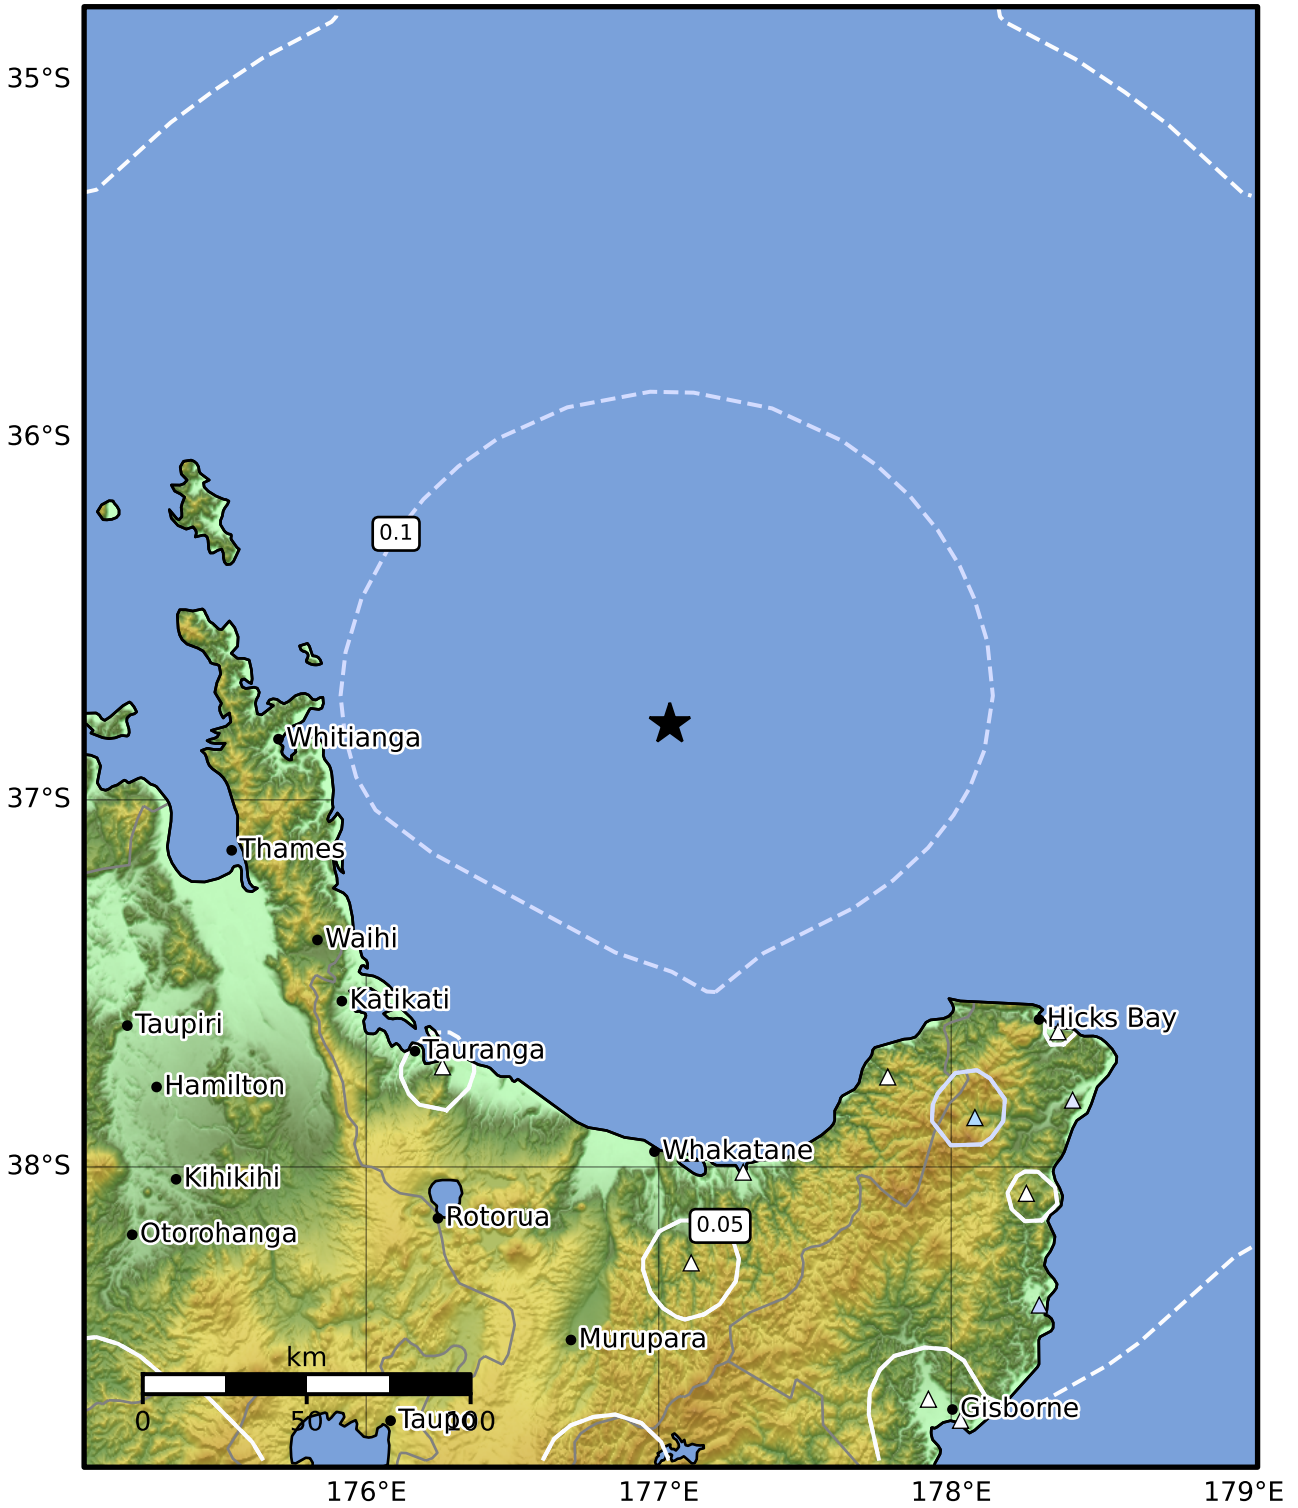 35°S
36°S
0.1
Whitianga
37°S
Thames
Waihi
Katikati
Taupiri
Hicks Bay
Tauranga
Hamilton
Whakatane
38°S
Kihikihi
Rotorua
0.05
Otorohanga
Murupara
km
Gisborne
0
50
100
Taupo
176°E
177°E
178°E
179°E